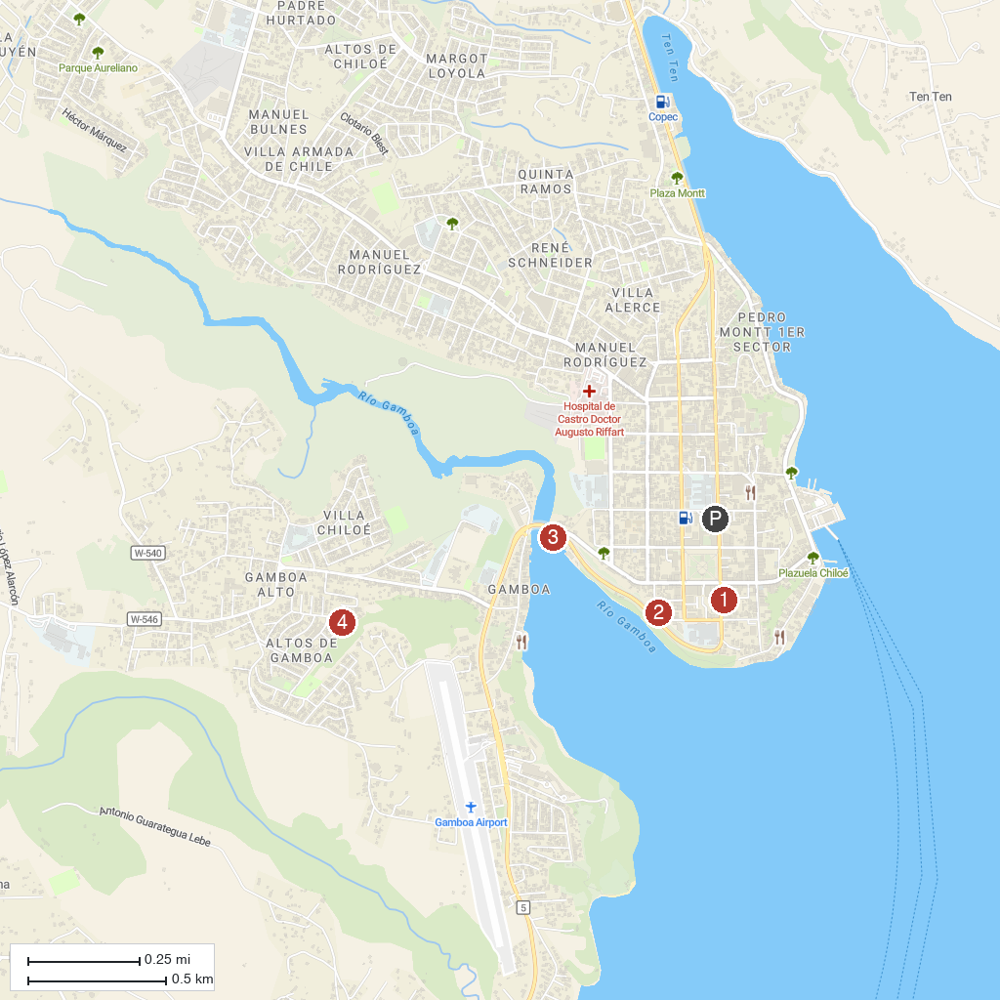 PADRE
HURTADO
LA
UYÉN
Parque Aureliano
ALTOS DE
CHILOÉ
MARGOT
LOYOLA
Ten Ten
Ten Ten
Copec
Héctor Márquez
MANUEL
BULNES
Clotario Blest
VILLA ARMADA
DE CHILE
QUINTA
RAMOS
Plaza Montt
MANUEL
RODRÍGUEZ
RENÉ
SCHNEIDER
VILLA
ALERCE
PEDRO
MONTT 1ER
SECTOR
MANUEL
RODRÍGUEZ
Río Gamboa
Hospital de
Castro Doctor
Augusto Riffart
VILLA
CHILOÉ
P
3
W-540
Plazuela Chiloé
GAMBOA
ALTO
GAMBOA
1
2
Río Gamboa
W-546
4
ALTOS DE
GAMBOA
io López Alarcón
Gamboa Airport
Antonio Guarategua Lebe
na
5
0.25 mi
0.5 km